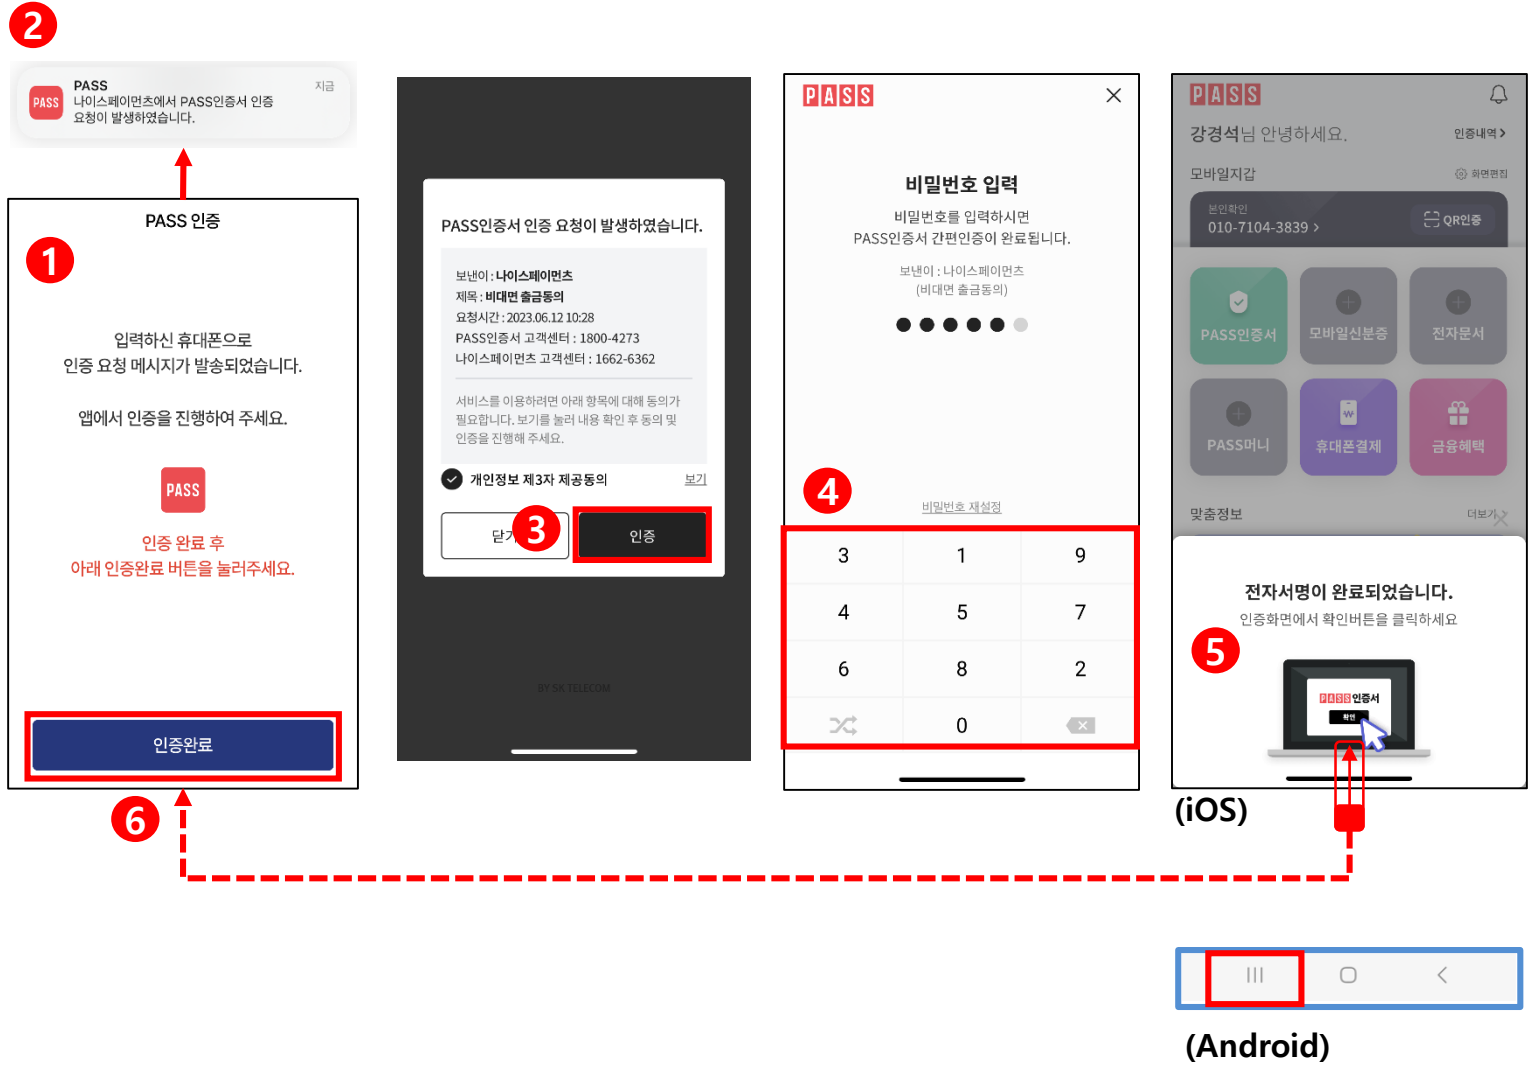 2
PASS
PASS
지금
나이스페이먼츠에서 PASS인증서 인증
요청이 발생하였습니다.
PASS 인증
1
입력하신 휴대폰으로
인증 요청 메시지가 발송되었습니다.
앱에서 인증을 진행하여 주세요.
PASS
인증 완료 후
아래 인증완료 버튼을 눌러주세요.
인증완료
6
PASS인증서 인증 요청이 발생하였습니다.
보낸이 : 나이스페이먼츠
제목 : 비대면 출금동의
요청시간 : 2023.06.12 10:28
PASS인증서 고객센터 : 1800-4273
나이스페이먼츠 고객센터 : 1662-6362
서비스를 이용하려면 아래 항목에 대해 동의가
필요합니다. 보기를 눌러 내용 확인 후 동의 및
인증을 진행해 주세요.
개인정보 제3자 제공동의
보기
3
인증
BY SK TELECOM
PASS
비밀번호 입력
비밀번호를 입력하시면
PASS인증서 간편인증이 완료됩니다.
보낸이 : 나이스페이먼츠
(비대면 출금동의)
4
비밀번호 재설정
3 1 9
4 5 7
6 8 2
0
PASS
강경석님 안녕하세요.
인증내역
모바일지갑
화면편집
본인확인
010-7104-3839
QR인증
PASS인증서
모바일신분증
전자문서
PASS머니
휴대폰결제
금융혜택
맞춤정보
더보기
전자서명이 완료되었습니다.
인증화면에서 확인버튼을 클릭하세요
5
PASS인증서
확인
(iOS)
(Android)